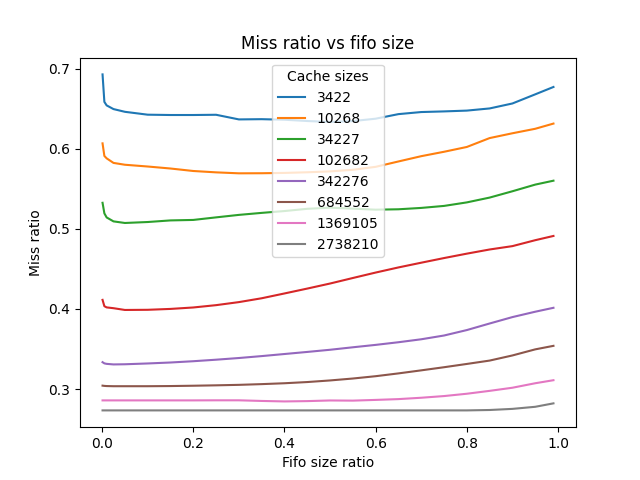 Miss ratio vs fifo size
Cache sizes
3422
10268
34227
102682
342276
684552
1369105
2738210
Miss ratio
0.7
0.6
0.5
0.4
0.3
0.0 0.2 0.4 0.6 0.8 1.0
Fifo size ratio